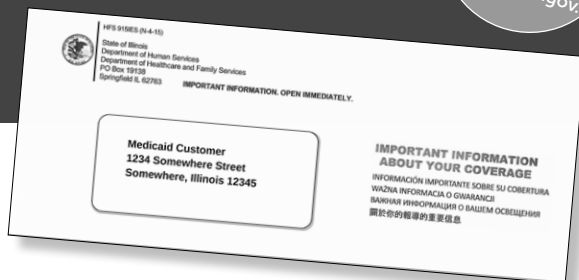 gov.
HFS 915IES (N-4-15)
State of Illinois
Department of Human Services
Department of Healthcare and Family Services
PO Box 19138
Springfield IL 62763
IMPORTANT INFORMATION. OPEN IMMEDIATELY.
Medicaid Customer
1234 Somewhere Street
Somewhere, Illinois 12345
IMPORTANT INFORMATION
ABOUT YOUR COVERAGE
INFORMACIÓN IMPORTANTE SOBRE SU COBERTURA
WAŻNA INFORMACJA O GWARANCJI
ВАЖНАЯ ИНФОРМАЦИЯ О ВАШЕМ ОСВЕЩЕНИЯ
關於你的報導的重要信息